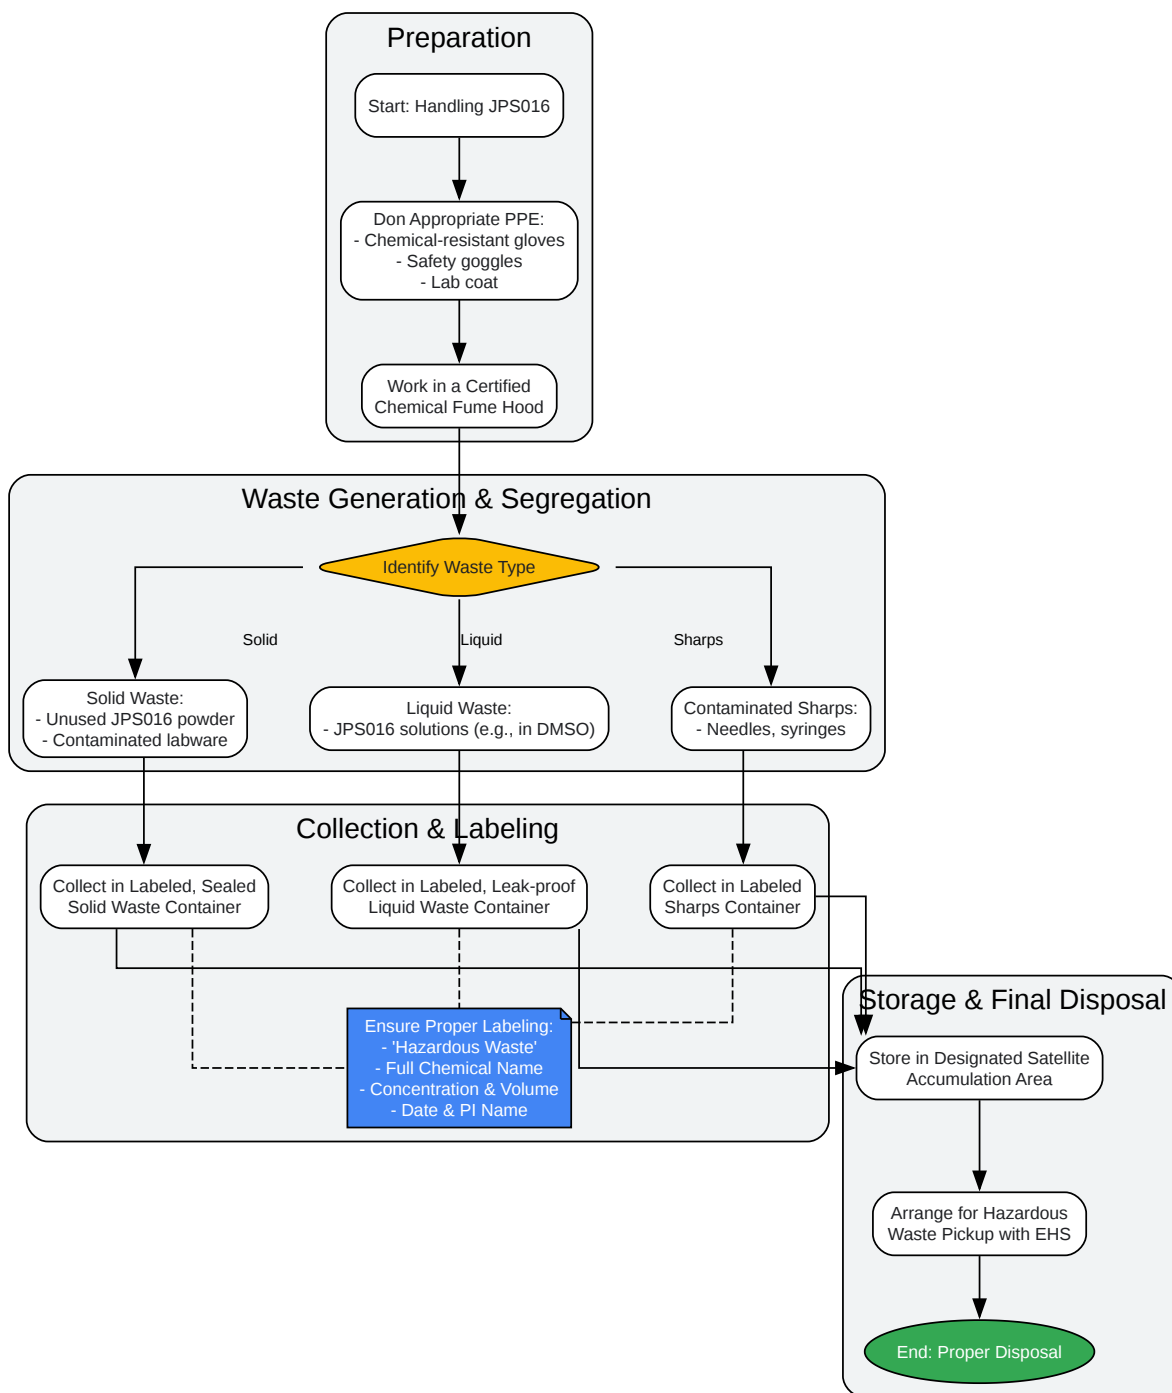 Preparation
Start: Handling JPS016
Don Appropriate PPE:
- Chemical-resistant gloves
- Safety goggles
- Lab coat
Work in a Certified
Chemical Fume Hood
Waste Generation & Segregation
Identify Waste Type
Solid
Liquid
Sharps
Solid Waste:
- Unused JPS016 powder
- Contaminated labware
Liquid Waste:
- JPS016 solutions (e.g., in DMSO)
Contaminated Sharps:
- Needles, syringes
Collection & Labeling
Collect in Labeled, Sealed
Solid Waste Container
Collect in Labeled, Leak-proof
Liquid Waste Container
Collect in Labeled
Sharps Container
Ensure Proper Labeling:
- 'Hazardous Waste'
- Full Chemical Name
- Concentration & Volume
- Date & PI Name
Storage & Final Disposal
Store in Designated Satellite
Accumulation Area
Arrange for Hazardous
Waste Pickup with EHS
End: Proper Disposal